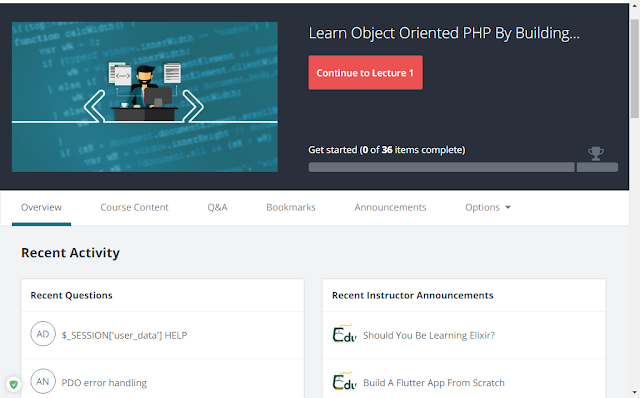 Learn Object Oriented PHP By Building...
Continue to Lecture 1
Get started (0 of 36 items complete)
Overview Course Content Q&A Bookmarks Announcements Options
Recent Activity
Recent Questions
AD $_SESSION['user_data'] HELP
AN PDO error handling
Recent Instructor Announcements
Edu Should You Be Learning Elixir?
Edu Build A Flutter App From Scratch